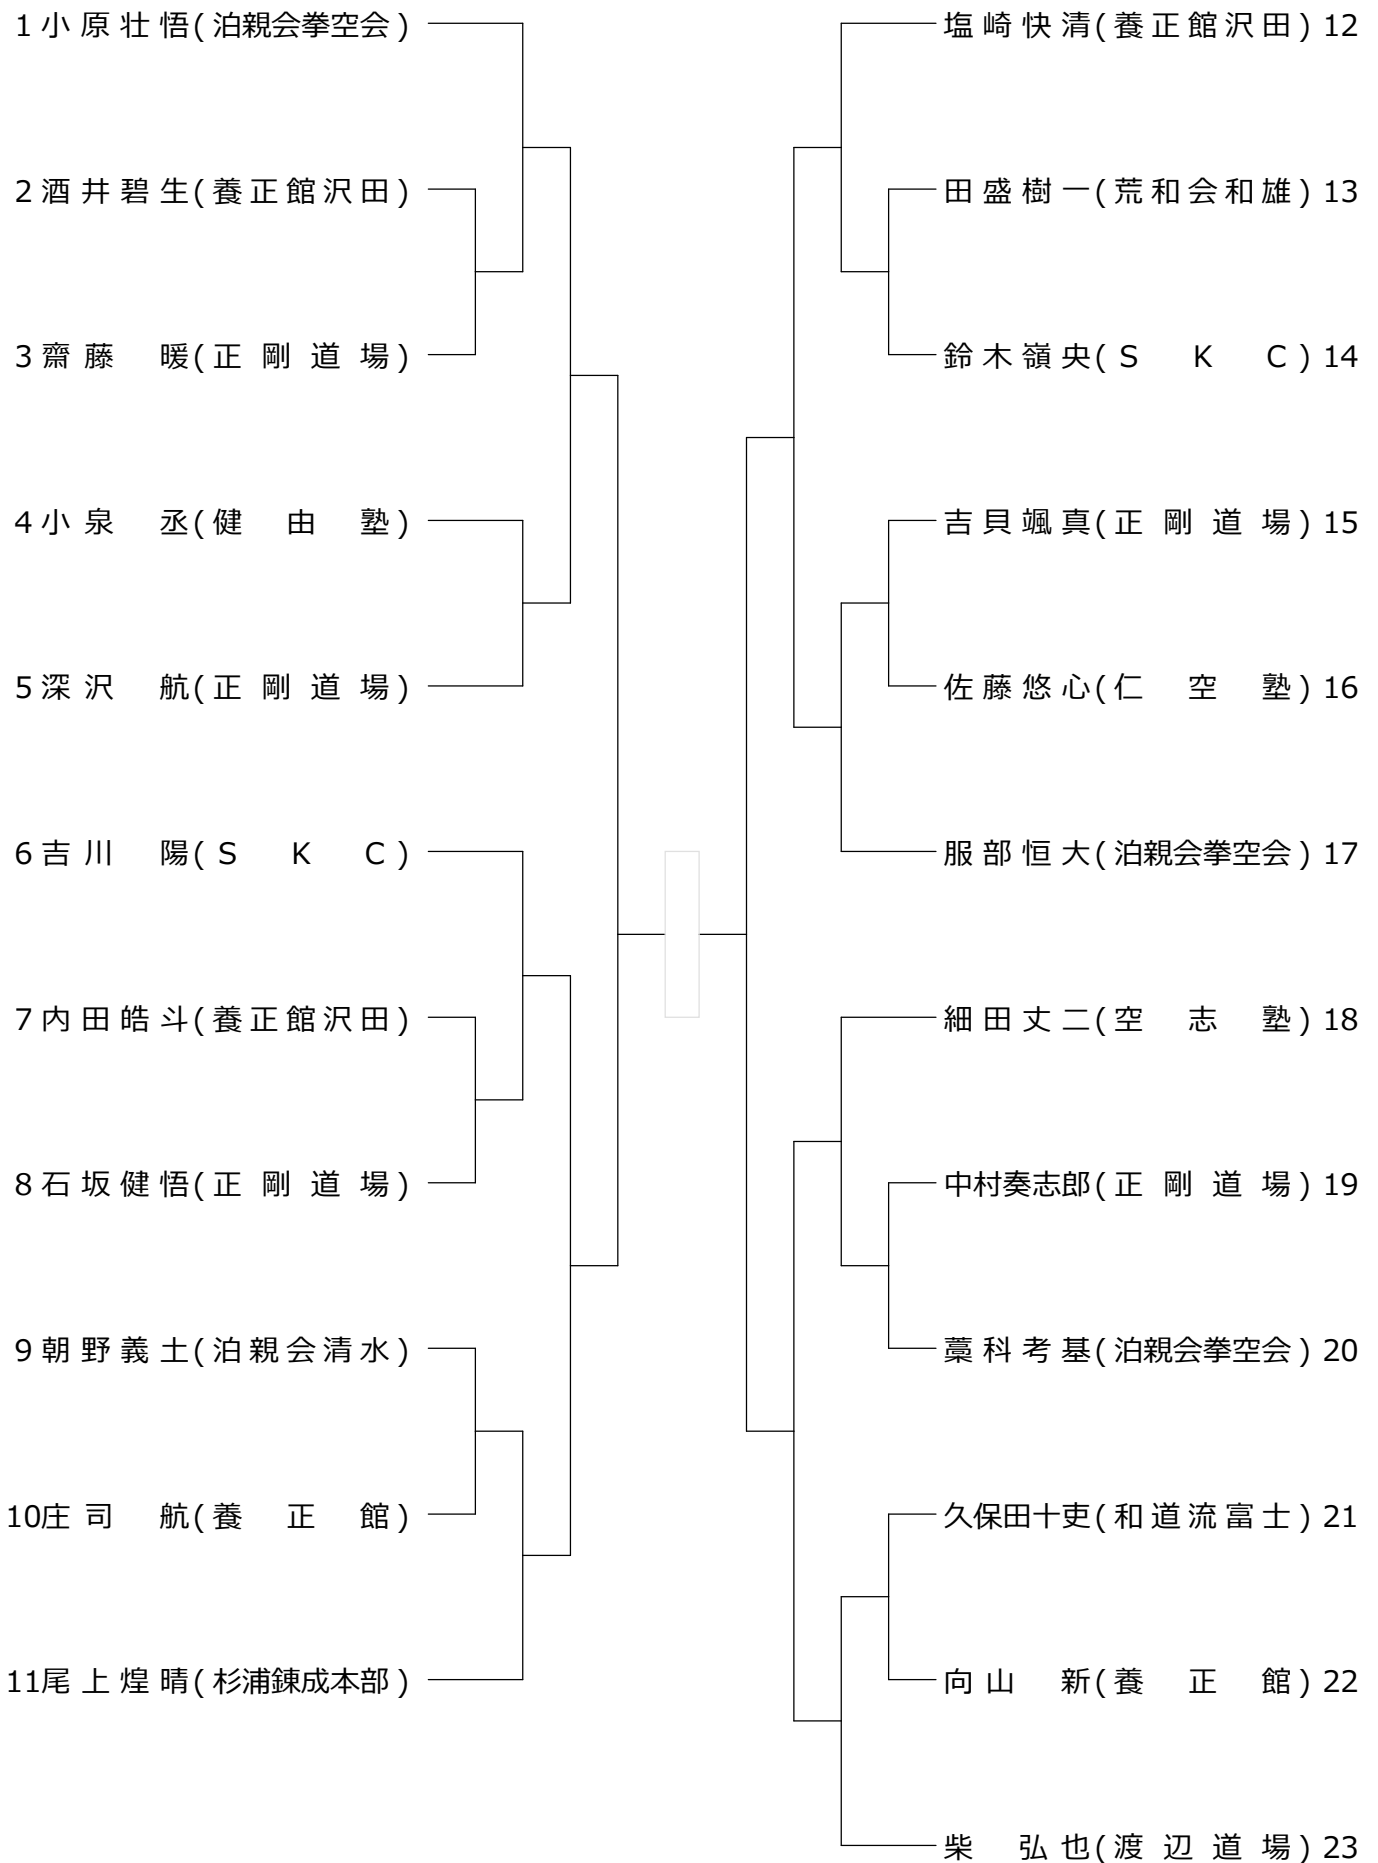 1 小原壮悟(泊親会拳空会)
2 酒井碧生(養正館沢田)
3 齋藤 暖(正剛道場)
4 小泉 丞(健由塾)
5 深沢 航(正剛道場)
6 吉川 陽(SKC)
7 内田皓斗(養正館沢田)
8 石坂健悟(正剛道場)
9 朝野義士(泊親会清水)
10 庄司 航(養正館)
11 尾上煌晴(杉浦錬成本部)
塩崎快清(養正館沢田) 12
田盛樹一(荒和会和雄) 13
鈴木嶺央(SKC) 14
吉貝颯真(正剛道場) 15
佐藤悠心(仁空塾) 16
服部恒大(泊親会拳空会) 17
細田丈二(空志塾) 18
中村奏志郎(正剛道場) 19
藁科考基(泊親会拳空会) 20
久保田十吏(和道流富士) 21
向山 新(養正館) 22
柴 弘也(渡辺道場) 23